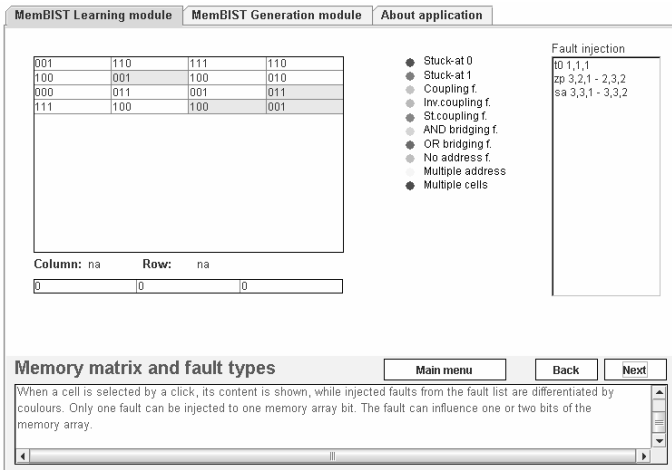 MemBIST Learning module MemBIST Generation module About application
001 110 111 110
100 001 100 010
000 011 001 011
111 100 100 001
Column: na Row: na
0 0 0
Stuck-at 0
Stuck-at 1
Coupling f.
Inv.coupling f.
St.coupling f.
AND bridging f.
OR bridging f.
No address f.
Multiple address
Multiple cells
Fault injection
t0 1,1,1
zp 3,2,1 - 2,3,2
sa 3,3,1 - 3,3,2
Memory matrix and fault types
Main menu Back Next
When a cell is selected by a click, its content is shown, while injected faults from the fault list are differentiated by
coulours. Only one fault can be injected to one memory array bit. The fault can influence one or two bits of the
memory array.